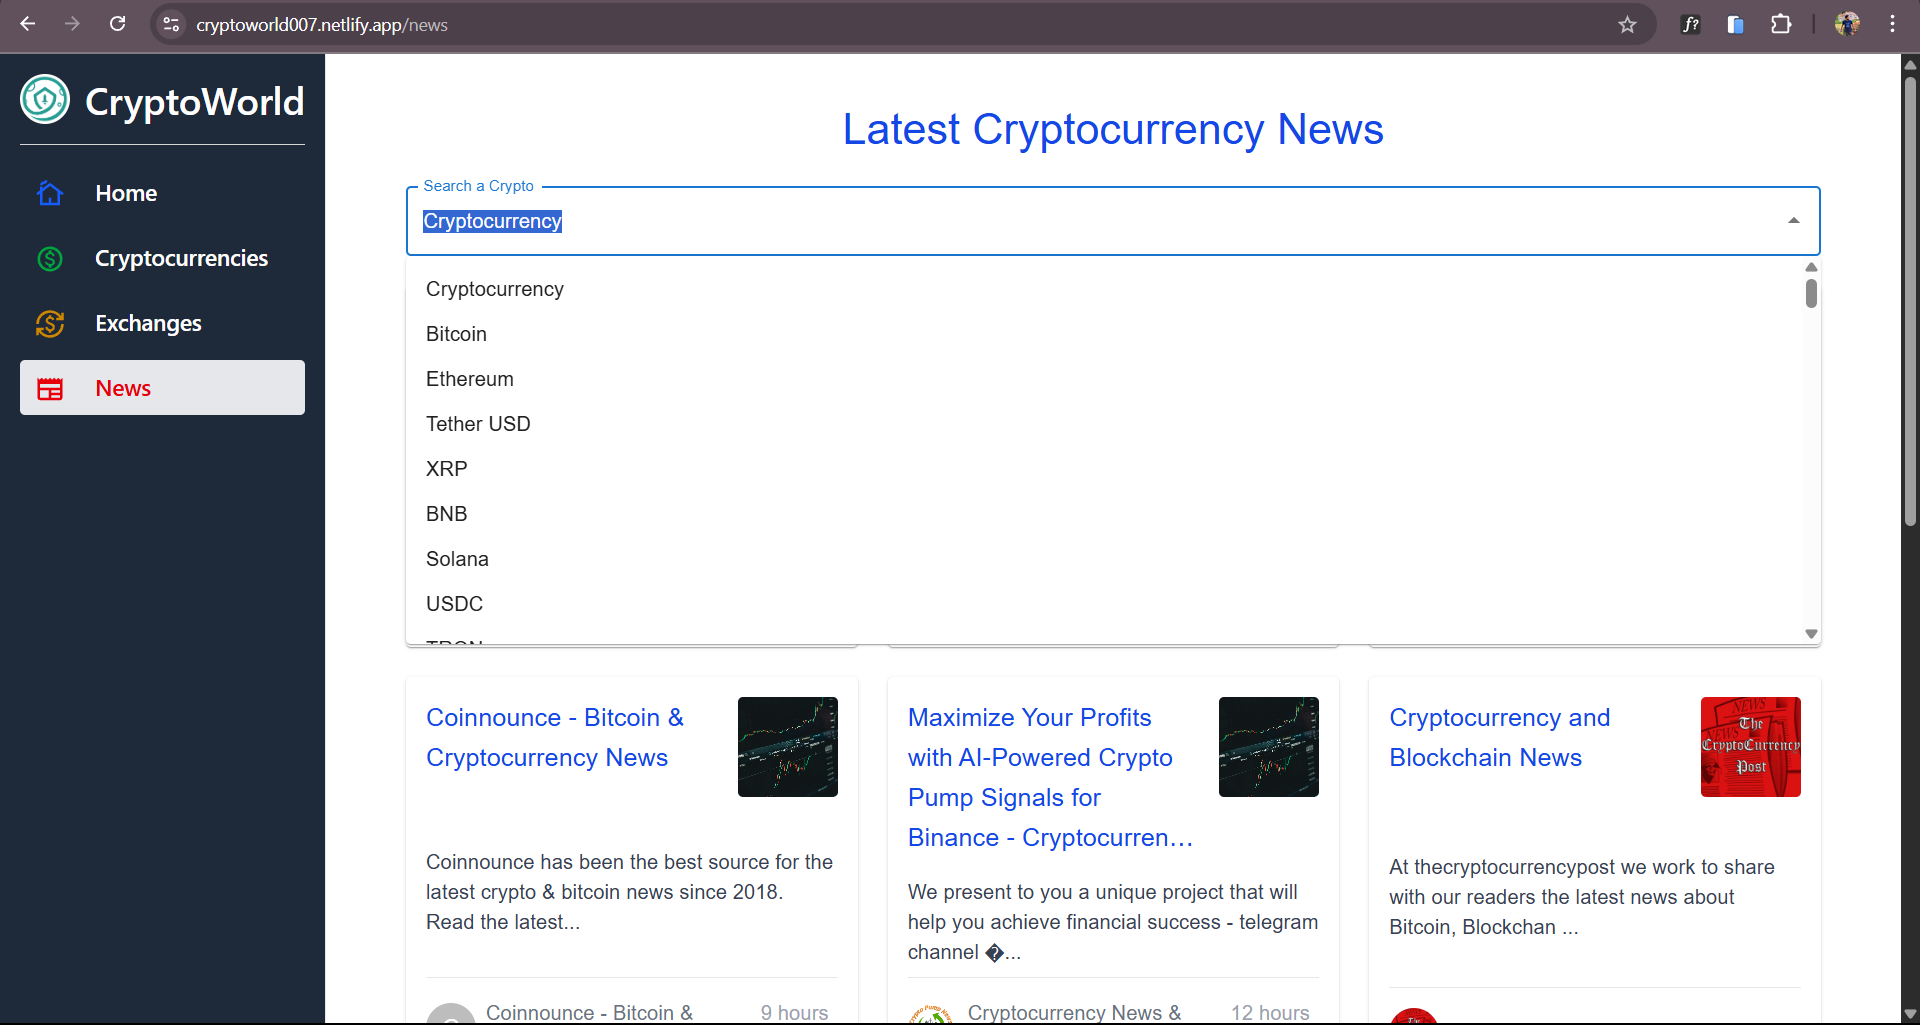 cryptoworld007.netlify.app/news
f?
CryptoWorld
Home
Cryptocurrencies
Exchanges
News
Latest Cryptocurrency News
Search a Crypto
Cryptocurrency
Cryptocurrency
Bitcoin
Ethereum
Tether USD
XRP
BNB
Solana
USDC
TRON
Coinnounce - Bitcoin &
Cryptocurrency News
Coinnounce has been the best source for the
latest crypto & bitcoin news since 2018.
Read the latest...
Coinnounce - Bitcoin &
9 hours
Maximize Your Profits
with AI-Powered Crypto
Pump Signals for
Binance - Cryptocurren...
We present to you a unique project that will
help you achieve financial success - telegram
channel �...
Cryptocurrency News &
12 hours
Cryptocurrency and
Blockchain News
NEWS
The
CryptoCurrency
Post
At thecryptocurrencypost we work to share
with our readers the latest news about
Bitcoin, Blockchan ...